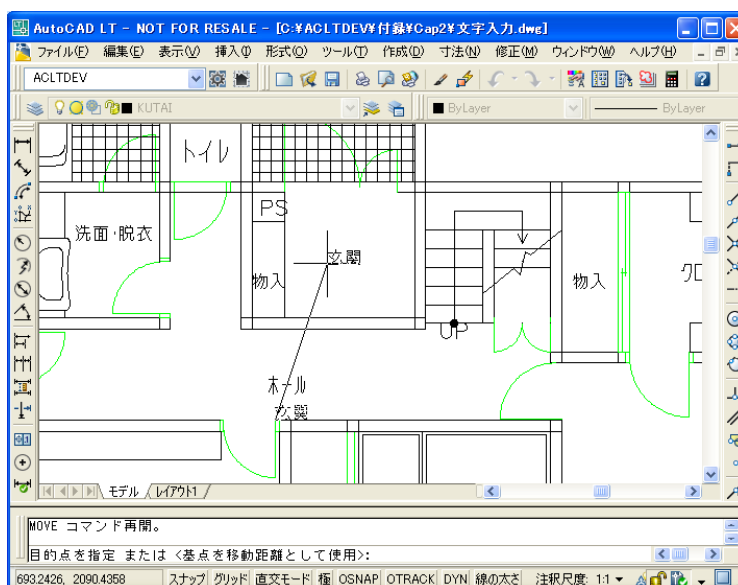 AutoCAD LT - NOT FOR RESALE - [C:¥ACLTDEV¥付録¥Cap2¥文字入力.dwg]
ファイル(F) 編集(E) 表示(V) 挿入(I) 形式(O) ツール(T) 作成(D) 寸法(N) 修正(M) ウィンドウ(W) ヘルプ(H)
ACLTDEV
KUTAI ByLayer ByLayer
トイレ
PS
洗面・脱衣
玄関
物入
物入
クロ
UP
ホール
玄関
モデル レイアウト1
MOVE コマンド再開。
目的点を指定 または <基点を移動距離として使用>:
693.2426, 2090.4358 スナップ グリッド 直交モード 極 OSNAP OTRACK DYN 線の太さ 注釈尺度: 1:1